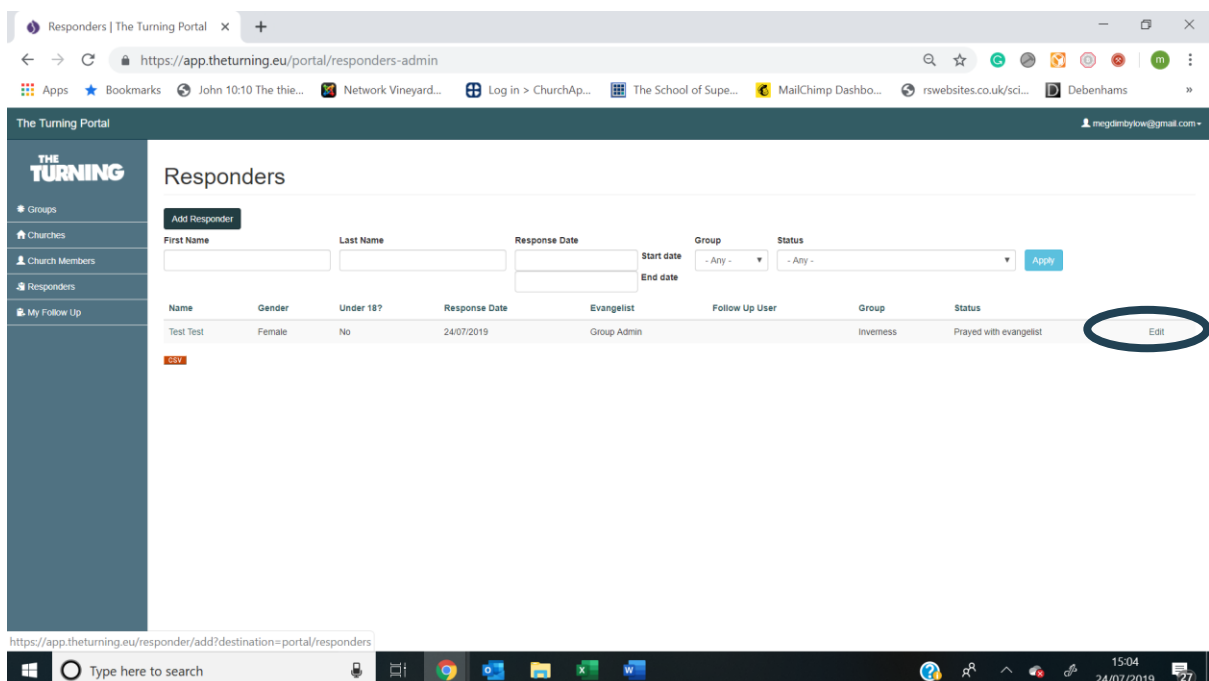 Responders | The Turning Portal
https://app.theturning.eu/portal/responders-admin
m
Apps Bookmarks John 10:10 The thie... Network Vineyard... Log in > ChurchAp... The School of Supe... MailChimp Dashbo... rswebsites.co.uk/sci... Debenhams »
The Turning Portal megdimbylow@gmail.com
THE
TURNING
Responders
Groups
Churches
Church Members
Responders
My Follow Up
Add Responder
First Name Last Name Response Date Group Status
Start date - Any - - Any - Apply
End date
Name Gender Under 18? Response Date Evangelist Follow Up User Group Status
Test Test Female No 24/07/2019 Group Admin Inverness Prayed with evangelist Edit
CSV
https://app.theturning.eu/responder/add?destination=portal/responders
Type here to search
15:04
24/07/2019
27